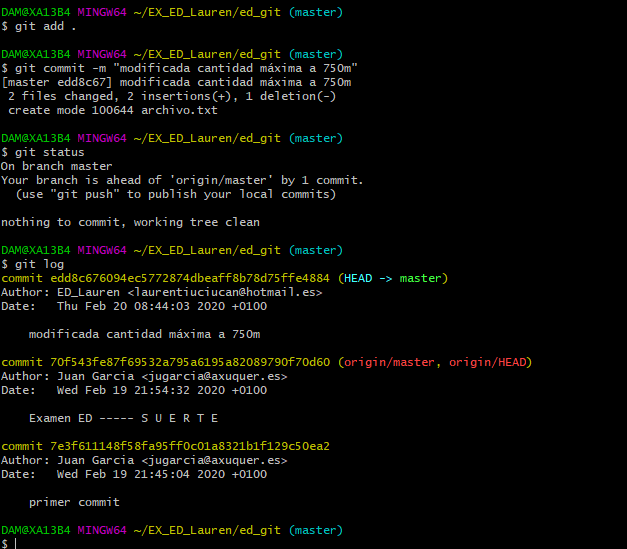 DAM@XA13B4 MINGW64 ~/EX_ED_Lauren/ed_git (master)
$ git add .
DAM@XA13B4 MINGW64 ~/EX_ED_Lauren/ed_git (master)
$ git commit -m "modificada cantidad máxima a 750m"
[master edd8c67] modificada cantidad máxima a 750m
 2 files changed, 2 insertions(+), 1 deletion(-)
 create mode 100644 archivo.txt
DAM@XA13B4 MINGW64 ~/EX_ED_Lauren/ed_git (master)
$ git status
On branch master
Your branch is ahead of 'origin/master' by 1 commit.
  (use "git push" to publish your local commits)
nothing to commit, working tree clean
DAM@XA13B4 MINGW64 ~/EX_ED_Lauren/ed_git (master)
$ git log
commit edd8c676094ec5772874dbeaff8b78d75ffe4884 (HEAD -> master)
Author: ED_Lauren <laurentiuciucan@hotmail.es>
Date:   Thu Feb 20 08:44:03 2020 +0100
    modificada cantidad máxima a 750m
commit 70f543fe87f69532a795a6195a82089790f70d60 (origin/master, origin/HEAD)
Author: Juan Garcia <jugarcia@axuquer.es>
Date:   Wed Feb 19 21:54:32 2020 +0100
    Examen ED ----- S U E R T E
commit 7e3f611148f58fa95ff0c01a8321b1f129c50ea2
Author: Juan Garcia <jugarcia@axuquer.es>
Date:   Wed Feb 19 21:45:04 2020 +0100
    primer commit
DAM@XA13B4 MINGW64 ~/EX_ED_Lauren/ed_git (master)
$